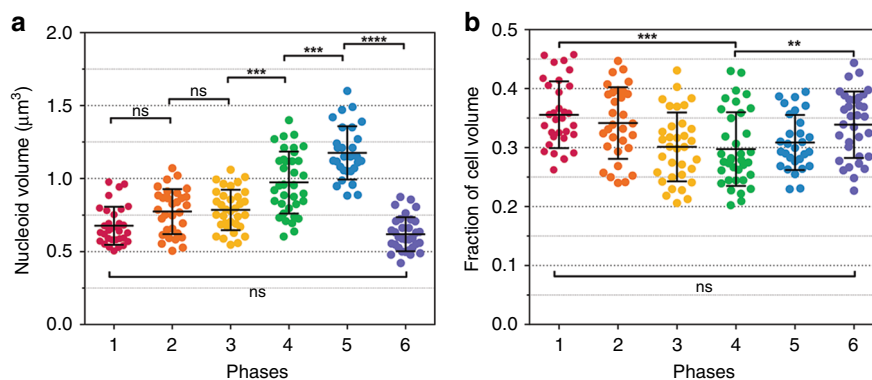 a
Nucleoid volume (μm³)
2.0
1.5
1.0
0.5
0.0
ns
ns
***
***
****
ns
1 2 3 4 5 6
Phases
b
Fraction of cell volume
0.5
0.4
0.3
0.2
0.1
0.0
***
**
ns
1 2 3 4 5 6
Phases